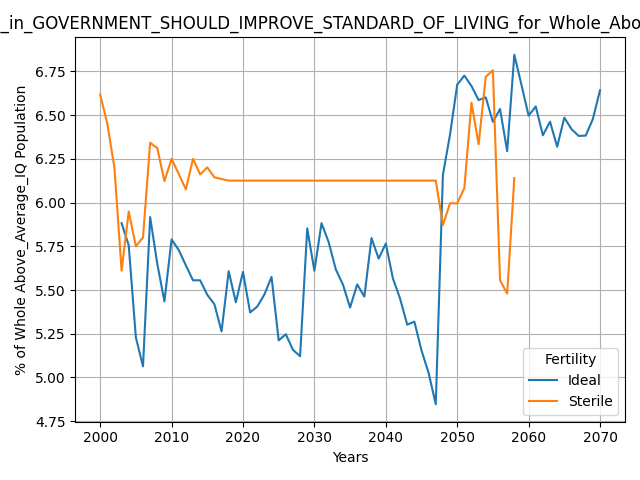 _in_GOVERNMENT_SHOULD_IMPROVE_STANDARD_OF_LIVING_for_Whole_Abo
% of Whole Above_Average_IQ Population
6.75
6.50
6.25
6.00
5.75
5.50
5.25
5.00
4.75
2000 2010 2020 2030 2040 2050 2060 2070
Years
Fertility
Ideal
Sterile